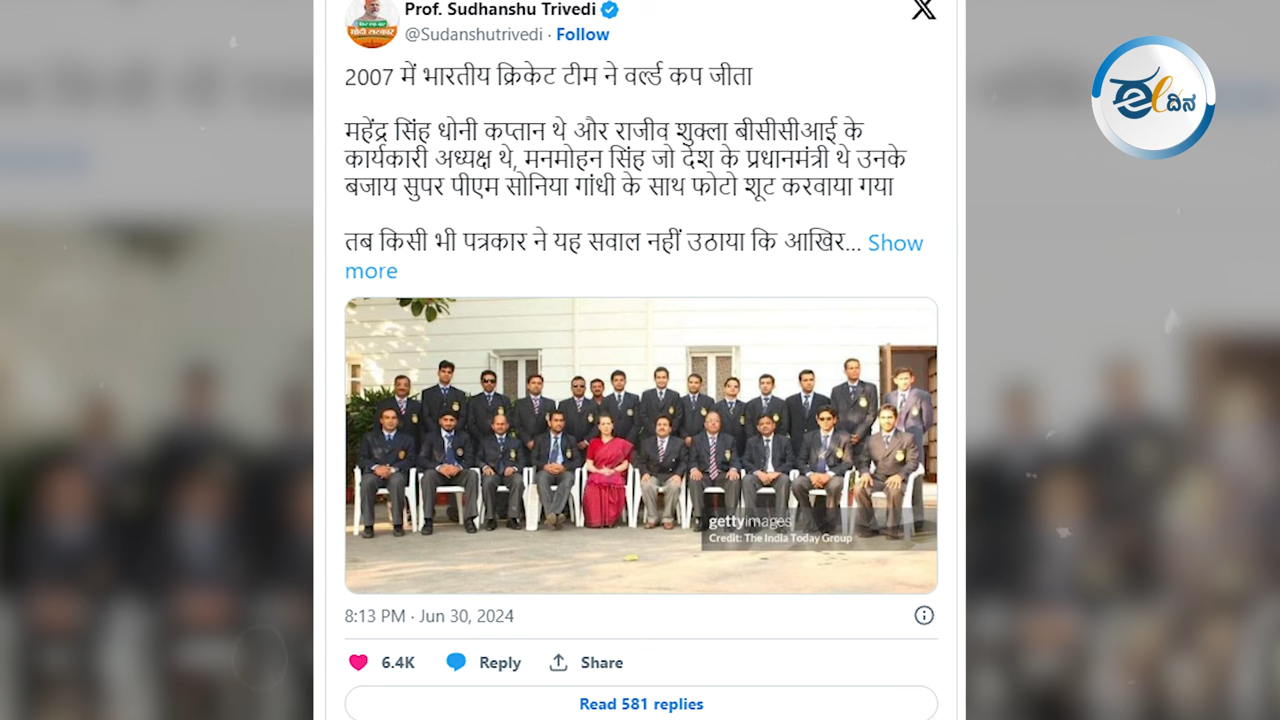 Prof. Sudhanshu Trivedi
@Sudanshutrivedi · Follow
2007 में भारतीय क्रिकेट टीम ने वर्ल्ड कप जीता
महेंद्र सिंह धोनी कप्तान थे और राजीव शुक्ला बीसीसीआई के
कार्यकारी अध्यक्ष थे, मनमोहन सिंह जो देश के प्रधानमंत्री थे उनके
बजाय सुपर पीएम सोनिया गांधी के साथ फोटो शूट करवाया गया
तब किसी भी पत्रकार ने यह सवाल नहीं उठाया कि आखिर... Show
more
gettyimages
Credit: The India Today Group
8:13 PM · Jun 30, 2024
6.4K Reply Share
Read 581 replies
eಲ ದಿನ